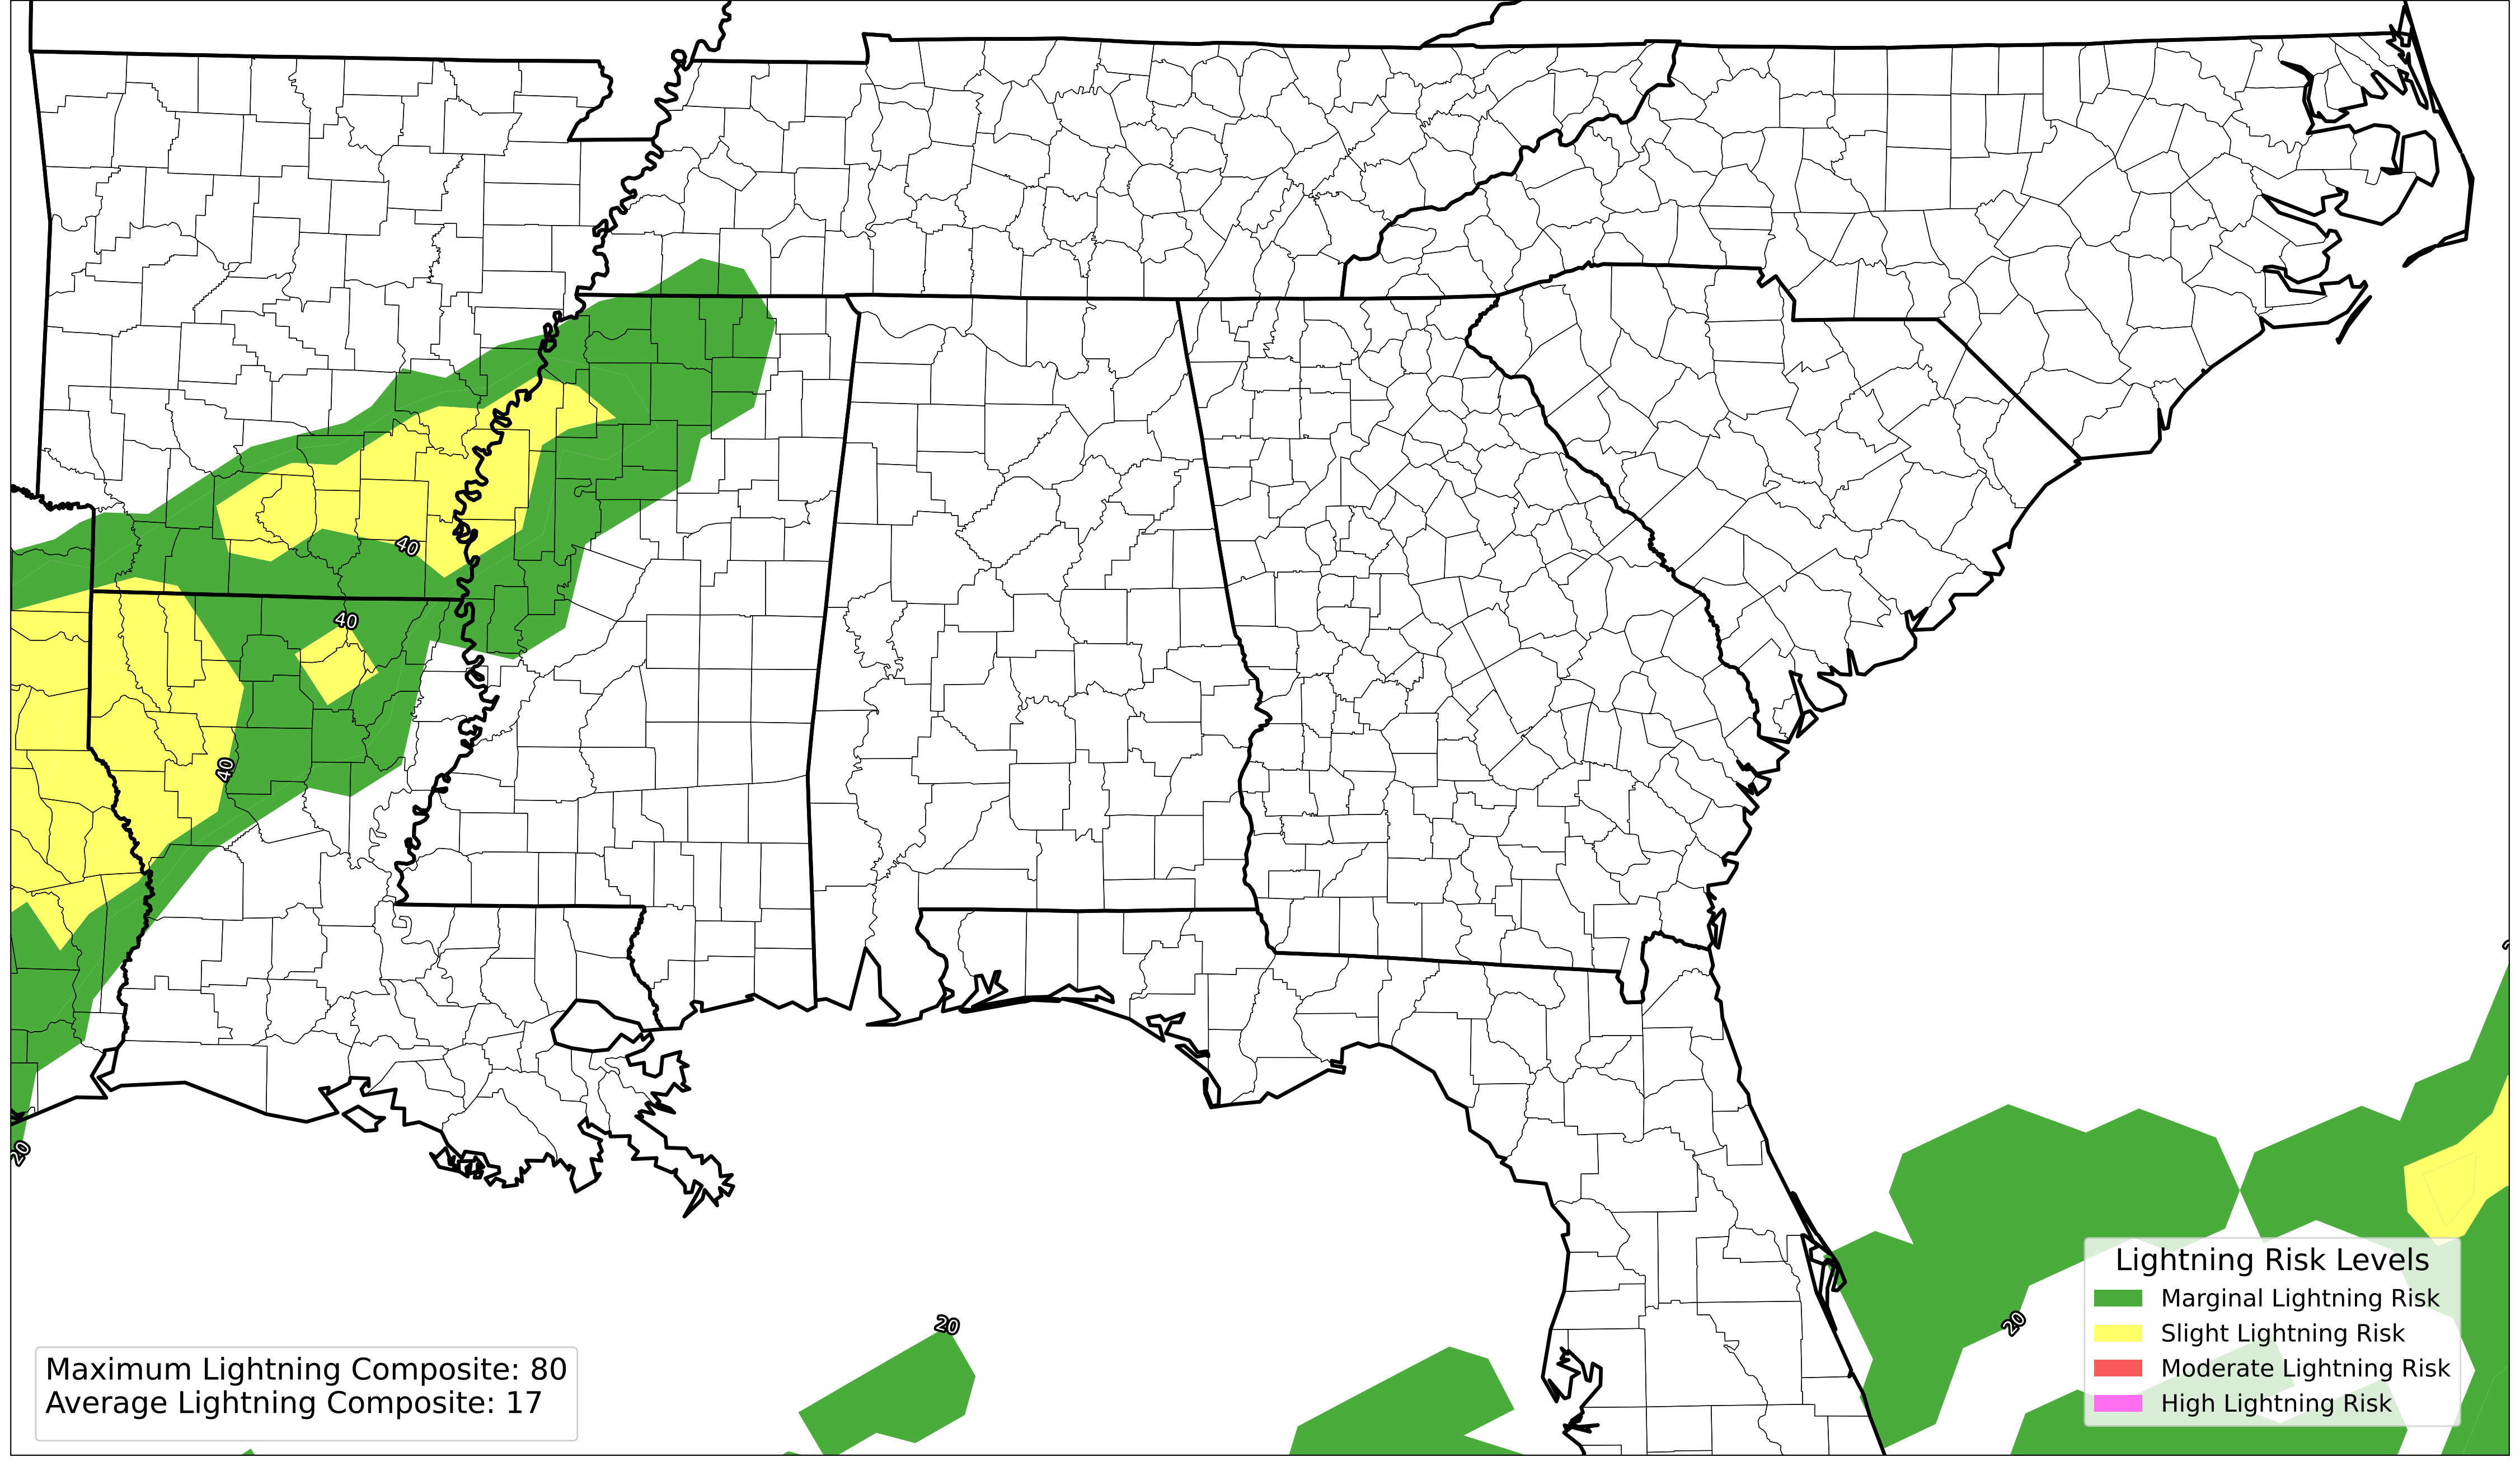 40
40
40
20
20
20
Lightning Risk Levels
Marginal Lightning Risk
Slight Lightning Risk
Moderate Lightning Risk
High Lightning Risk
Maximum Lightning Composite: 80
Average Lightning Composite: 17